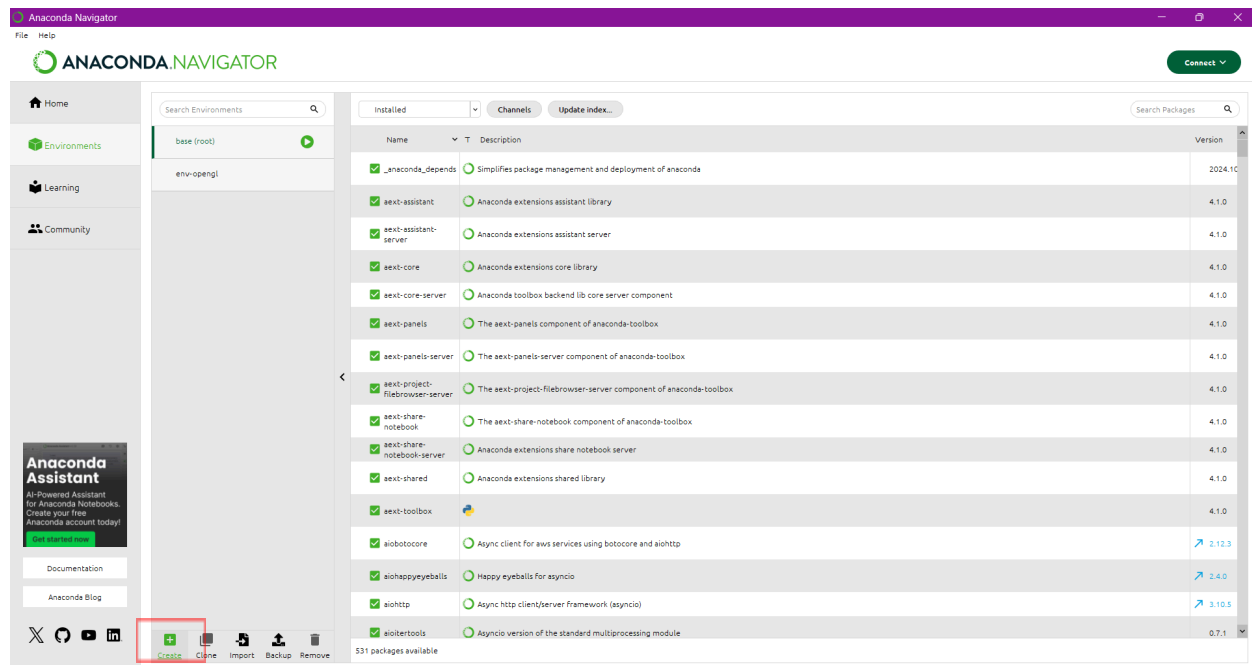 Anaconda Navigator
File Help
ANACONDA.NAVIGATOR
Connect
Home
Environments
Learning
Community
Anaconda
Assistant
AI-Powered Assistant
for Anaconda Notebooks.
Create your free
Anaconda account today!
Get started now
Documentation
Anaconda Blog
Search Environments
base (root)
env-opengl
Create Clone Import Backup Remove
Installed Channels Update index... Search Packages
Name T Description Version
_anaconda_depends Simplifies package management and deployment of anaconda 2024.10
aext-assistant Anaconda extensions assistant library 4.1.0
aext-assistant-
server Anaconda extensions assistant server 4.1.0
aext-core Anaconda extensions core library 4.1.0
aext-core-server Anaconda toolbox backend lib core server component 4.1.0
aext-panels The aext-panels component of anaconda-toolbox 4.1.0
aext-panels-server The aext-panels-server component of anaconda-toolbox 4.1.0
aext-project-
filebrowser-server The aext-project-filebrowser-server component of anaconda-toolbox 4.1.0
aext-share-
notebook The aext-share-notebook component of anaconda-toolbox 4.1.0
aext-share-
notebook-server Anaconda extensions share notebook server 4.1.0
aext-shared Anaconda extensions shared library 4.1.0
aext-toolbox 4.1.0
aiobotocore Async client for aws services using botocore and aiohttp 2.12.3
aiohappyeyeballs Happy eyeballs for asyncio 2.4.0
aiohttp Async http client/server framework (asyncio) 3.10.5
aioitertools Asyncio version of the standard multiprocessing module 0.7.1
531 packages available